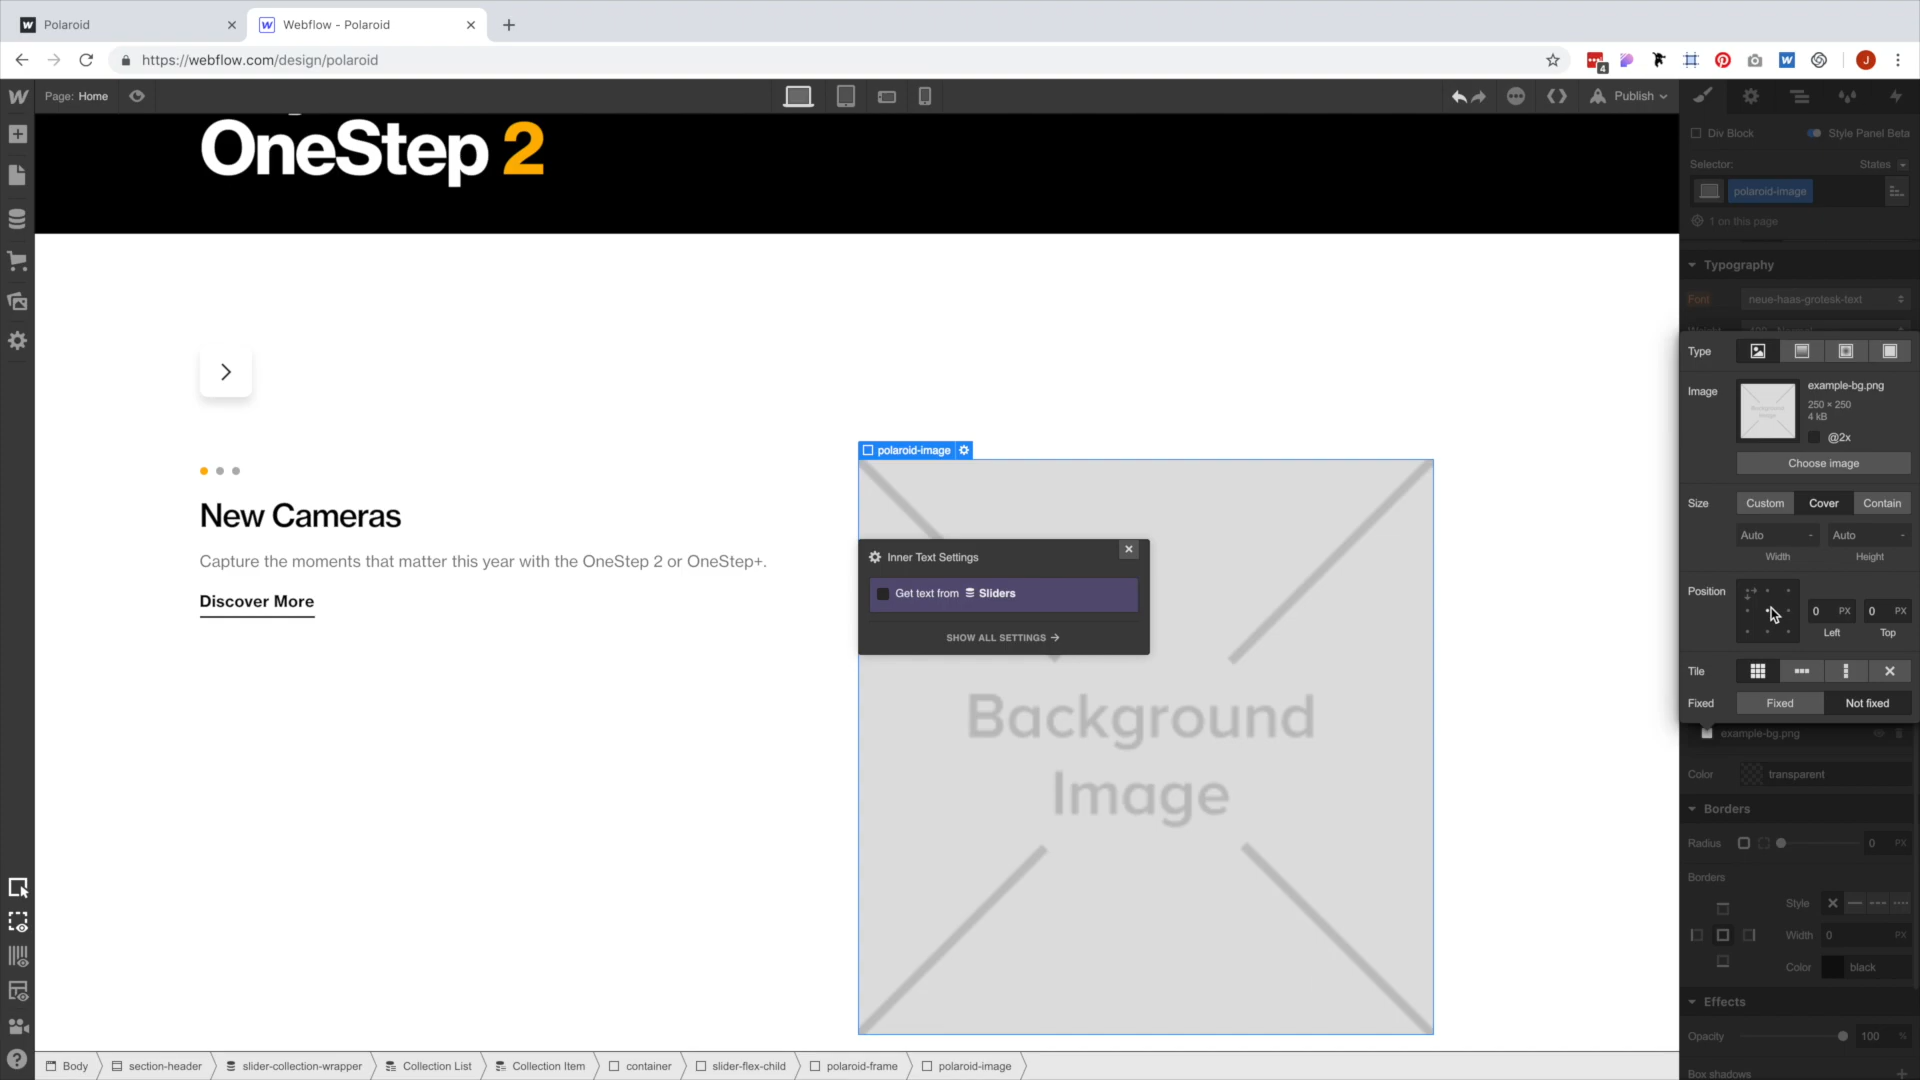 Polaroid
Webflow - Polaroid
https://webflow.com/design/polaroid
4
J
Page: Home
Publish
OneStep 2
Div Block
Style Panel Beta
Selector:
States
polaroid-image
1 on this page
Typography
Font
neue-haas-grotesk-text
Type
Image
example-bg.png
250 × 250
4 kB
@2x
Choose image
Size
Custom
Cover
Contain
Auto
-
Auto
-
Width
Height
Position
0 PX
0 PX
Left
Top
Tile
Fixed
Fixed
Not fixed
example-bg.png
Color
transparent
Borders
Radius
0 PX
Borders
Style
Width
0 PX
Color
black
Effects
Opacity
100 %
Box shadows
New Cameras
Capture the moments that matter this year with the OneStep 2 or OneStep+.
Discover More
polaroid-image
Inner Text Settings
Get text from Sliders
SHOW ALL SETTINGS
Background
Image
Body
section-header
slider-collection-wrapper
Collection List
Collection Item
container
slider-flex-child
polaroid-frame
polaroid-image